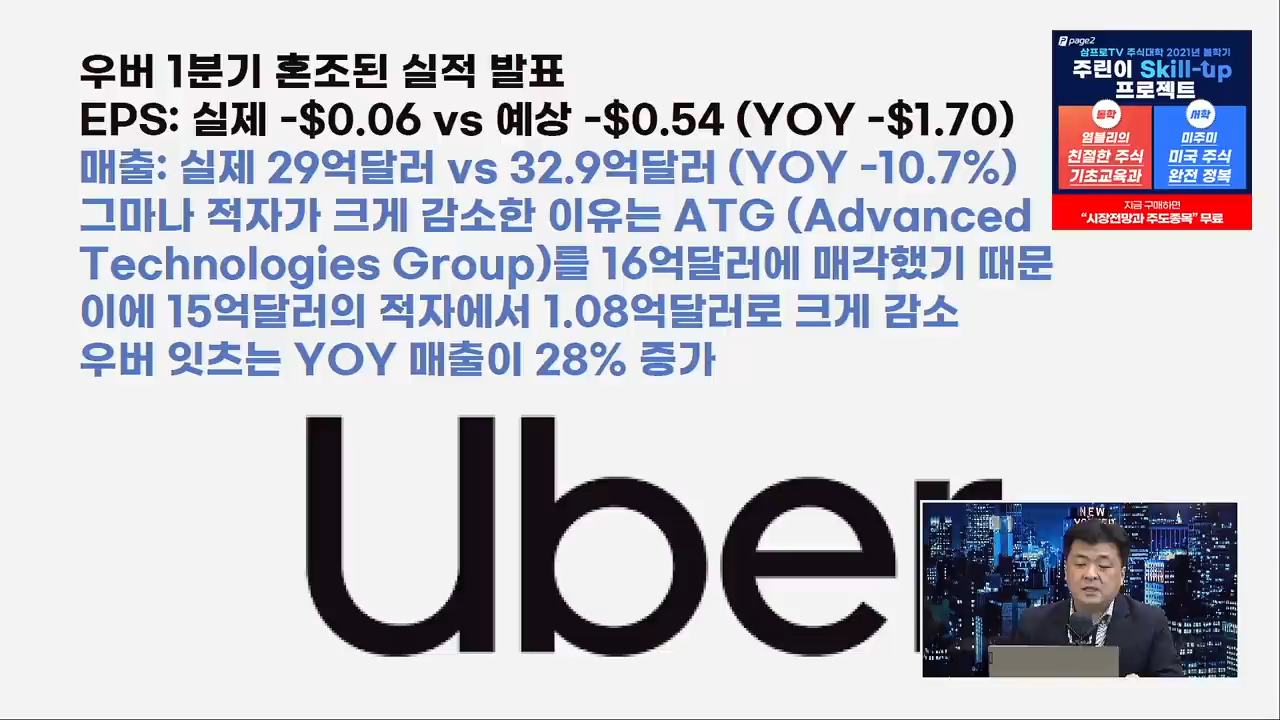 우버 1분기 혼조된 실적 발표
EPS: 실제 -$0.06 vs 예상 -$0.54 (YOY -$1.70)
매출: 실제 29억달러 vs 32.9억달러 (YOY -10.7%)
그마나 적자가 크게 감소한 이유는 ATG (Advanced
Technologies Group)를 16억달러에 매각했기 때문
이에 15억달러의 적자에서 1.08억달러로 크게 감소
우버 잇츠는 YOY 매출이 28% 증가
page2
삼프로TV 주식대학 2021년 봄학기
주린이 Skill-up
프로젝트
동학
염블리의
친절한 주식
기초교육과
서학
미주미
미국 주식
완전 정복
지금 구매하면
“시장전망과 주도종목” 무료
Uber
NEW